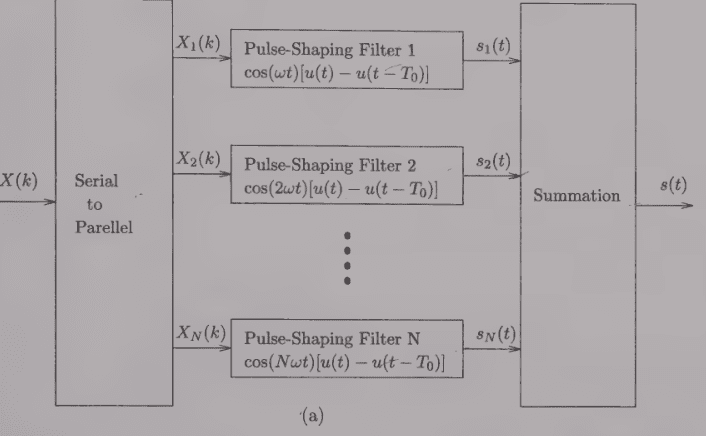 X(k)
Serial
to
Parellel
X₁(k)
Pulse-Shaping Filter 1
cos(ωt)[u(t) − u(t − T₀)]
s₁(t)
X₂(k)
Pulse-Shaping Filter 2
cos(2ωt)[u(t) − u(t − T₀)]
s₂(t)
X_N(k)
Pulse-Shaping Filter N
cos(Nωt)[u(t) − u(t − T₀)]
s_N(t)
Summation
s(t)
(a)